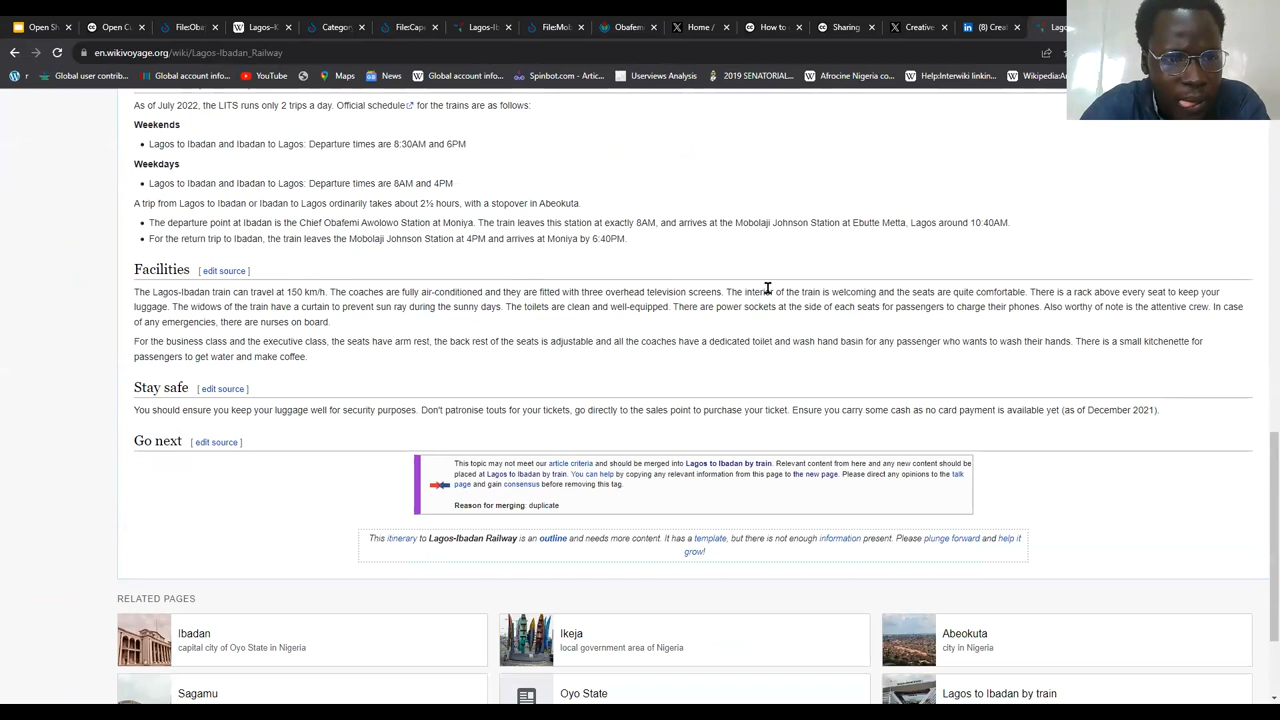 Open Sh
Open Cu
File:Oba
Lagos–K
Categor
File:Cape
Lagos-Ib
File:Mob
Obafem
Home /
How to
Sharing
Creative
(8) Creat
Lago
en.wikivoyage.org/wiki/Lagos-Ibadan_Railway
r
Global user contrib...
Global account info...
YouTube
Maps
News
Global account info...
Spinbot.com - Artic...
Userviews Analysis
2019 SENATORIAL...
Afrocine Nigeria co...
Help:Interwiki linkin...
Wikipedia:A
As of July 2022, the LITS runs only 2 trips a day. Official schedule for the trains are as follows:
Weekends
Lagos to Ibadan and Ibadan to Lagos: Departure times are 8:30AM and 6PM
Weekdays
Lagos to Ibadan and Ibadan to Lagos: Departure times are 8AM and 4PM
A trip from Lagos to Ibadan or Ibadan to Lagos ordinarily takes about 2½ hours, with a stopover in Abeokuta.
The departure point at Ibadan is the Chief Obafemi Awolowo Station at Moniya. The train leaves this station at exactly 8AM, and arrives at the Mobolaji Johnson Station at Ebutte Metta, Lagos around 10:40AM.
For the return trip to Ibadan, the train leaves the Mobolaji Johnson Station at 4PM and arrives at Moniya by 6:40PM.
Facilities [ edit source ]
The Lagos-Ibadan train can travel at 150 km/h. The coaches are fully air-conditioned and they are fitted with three overhead television screens. The interior of the train is welcoming and the seats are quite comfortable. There is a rack above every seat to keep your
luggage. The widows of the train have a curtain to prevent sun ray during the sunny days. The toilets are clean and well-equipped. There are power sockets at the side of each seats for passengers to charge their phones. Also worthy of note is the attentive crew. In case
of any emergencies, there are nurses on board.
For the business class and the executive class, the seats have arm rest, the back rest of the seats is adjustable and all the coaches have a dedicated toilet and wash hand basin for any passenger who wants to wash their hands. There is a small kitchenette for
passengers to get water and make coffee.
Stay safe [ edit source ]
You should ensure you keep your luggage well for security purposes. Don't patronise touts for your tickets, go directly to the sales point to purchase your ticket. Ensure you carry some cash as no card payment is available yet (as of December 2021).
Go next [ edit source ]
This topic may not meet our article criteria and should be merged into Lagos to Ibadan by train. Relevant content from here and any new content should be
placed at Lagos to Ibadan by train. You can help by copying any relevant information from this page to the new page. Please direct any opinions to the talk
page and gain consensus before removing this tag.
Reason for merging: duplicate
This itinerary to Lagos-Ibadan Railway is an outline and needs more content. It has a template, but there is not enough information present. Please plunge forward and help it
grow!
RELATED PAGES
Ibadan
capital city of Oyo State in Nigeria
Ikeja
local government area of Nigeria
Abeokuta
city in Nigeria
Sagamu
Oyo State
Lagos to Ibadan by train